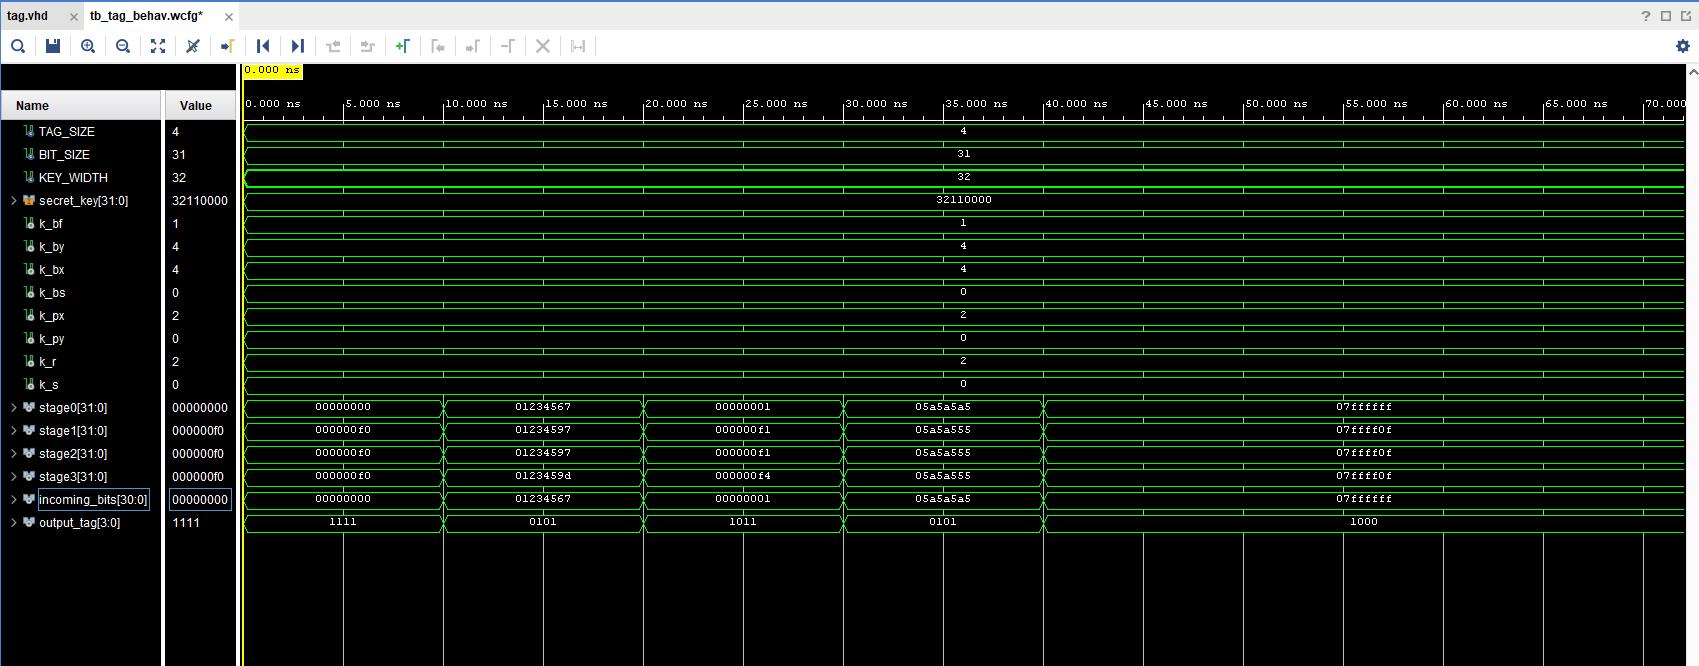 tag.vhd × tb_tag_behav.wcfg* ×
?
0.000 ns
Name Value 0.000 ns 5.000 ns 10.000 ns 15.000 ns 20.000 ns 25.000 ns 30.000 ns 35.000 ns 40.000 ns 45.000 ns 50.000 ns 55.000 ns 60.000 ns 65.000 ns 70.000
TAG_SIZE 4 4
BIT_SIZE 31 31
KEY_WIDTH 32 32
secret_key[31:0] 32110000 32110000
k_bf 1 1
k_by 4 4
k_bx 4 4
k_bs 0 0
k_px 2 2
k_py 0 0
k_r 2 2
k_s 0 0
stage0[31:0] 00000000 00000000 01234567 00000001 05a5a5a5 07ffffff
stage1[31:0] 000000f0 000000f0 01234597 000000f1 05a5a555 07ffff0f
stage2[31:0] 000000f0 000000f0 01234597 000000f1 05a5a555 07ffff0f
stage3[31:0] 000000f0 000000f0 0123459d 000000f4 05a5a555 07ffff0f
incoming_bits[30:0] 00000000 00000000 01234567 00000001 05a5a5a5 07ffffff
output_tag[3:0] 1111 1111 0101 1011 0101 1000